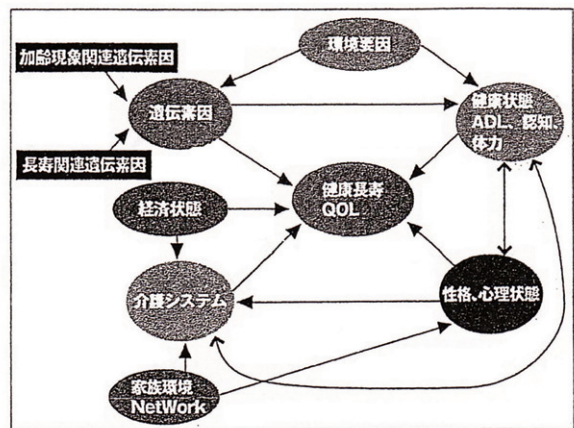 環境要因
加齢現象関連遺伝素因
遺伝素因
健康状態
ADL、認知、
体力
長寿関連遺伝素因
健康長寿
QOL
経済状態
介護システム
性格、心理状態
家族環境
NetWork